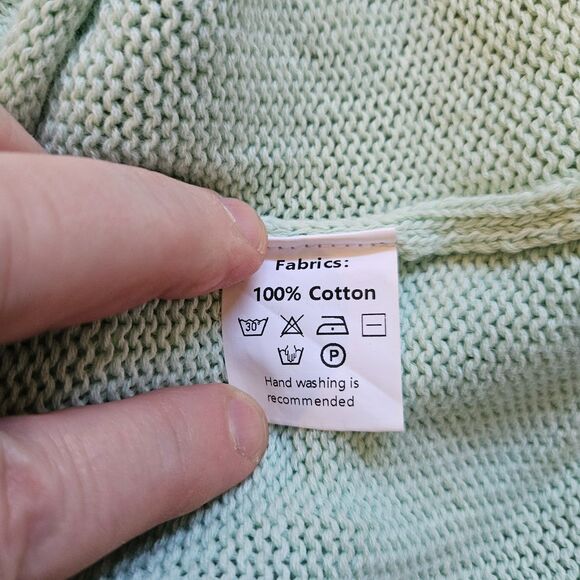 Fabrics:
100% Cotton
30°
P
Hand washing is
recommended